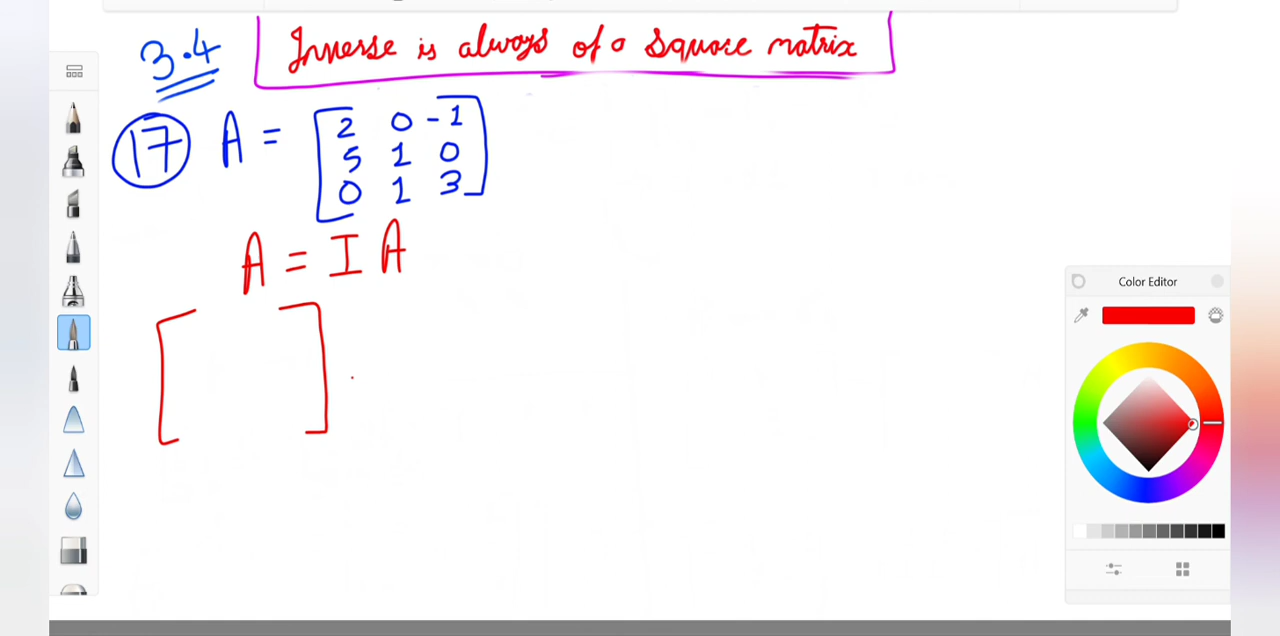 3.4 Inverse is always of a square matrix
17 A = [ 2 0 -1
5 1 0
0 1 3 ]
A = I A
[ ]
Color Editor